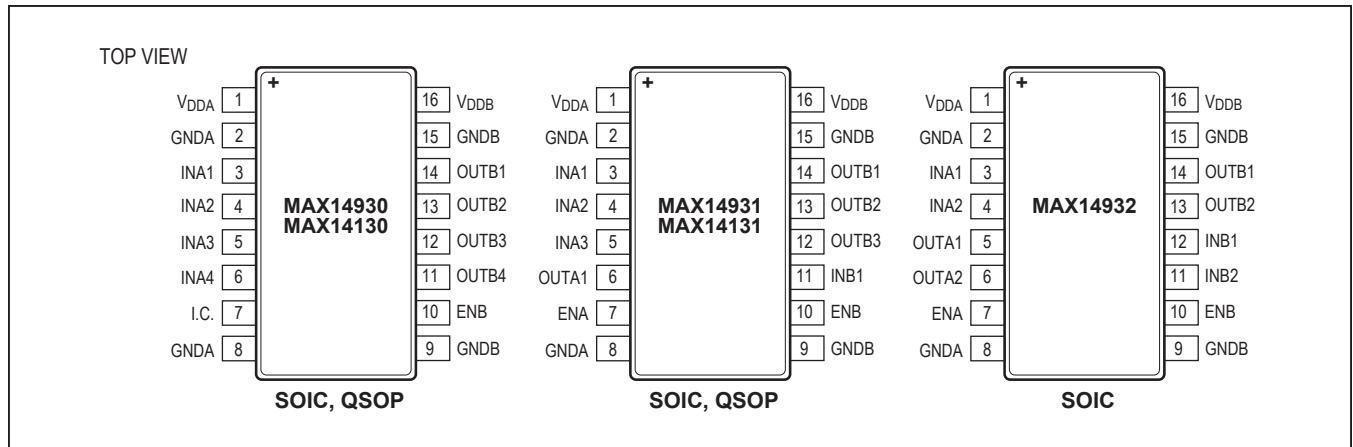 TOP VIEW
+ + +
VDDA 1 16 VDDB VDDA 1 16 VDDB VDDA 1 16 VDDB
GNDA 2 15 GNDB GNDA 2 15 GNDB GNDA 2 15 GNDB
INA1 3 14 OUTB1 INA1 3 14 OUTB1 INA1 3 14 OUTB1
INA2 4 MAX14930 13 OUTB2 INA2 4 MAX14931 13 OUTB2 INA2 4 MAX14932 13 OUTB2
MAX14130 MAX14131
INA3 5 12 OUTB3 INA3 5 12 OUTB3 OUTA1 5 12 INB1
INA4 6 11 OUTB4 OUTA1 6 11 INB1 OUTA2 6 11 INB2
I.C. 7 10 ENB ENA 7 10 ENB ENA 7 10 ENB
GNDA 8 9 GNDB GNDA 8 9 GNDB GNDA 8 9 GNDB
SOIC, QSOP SOIC, QSOP SOIC